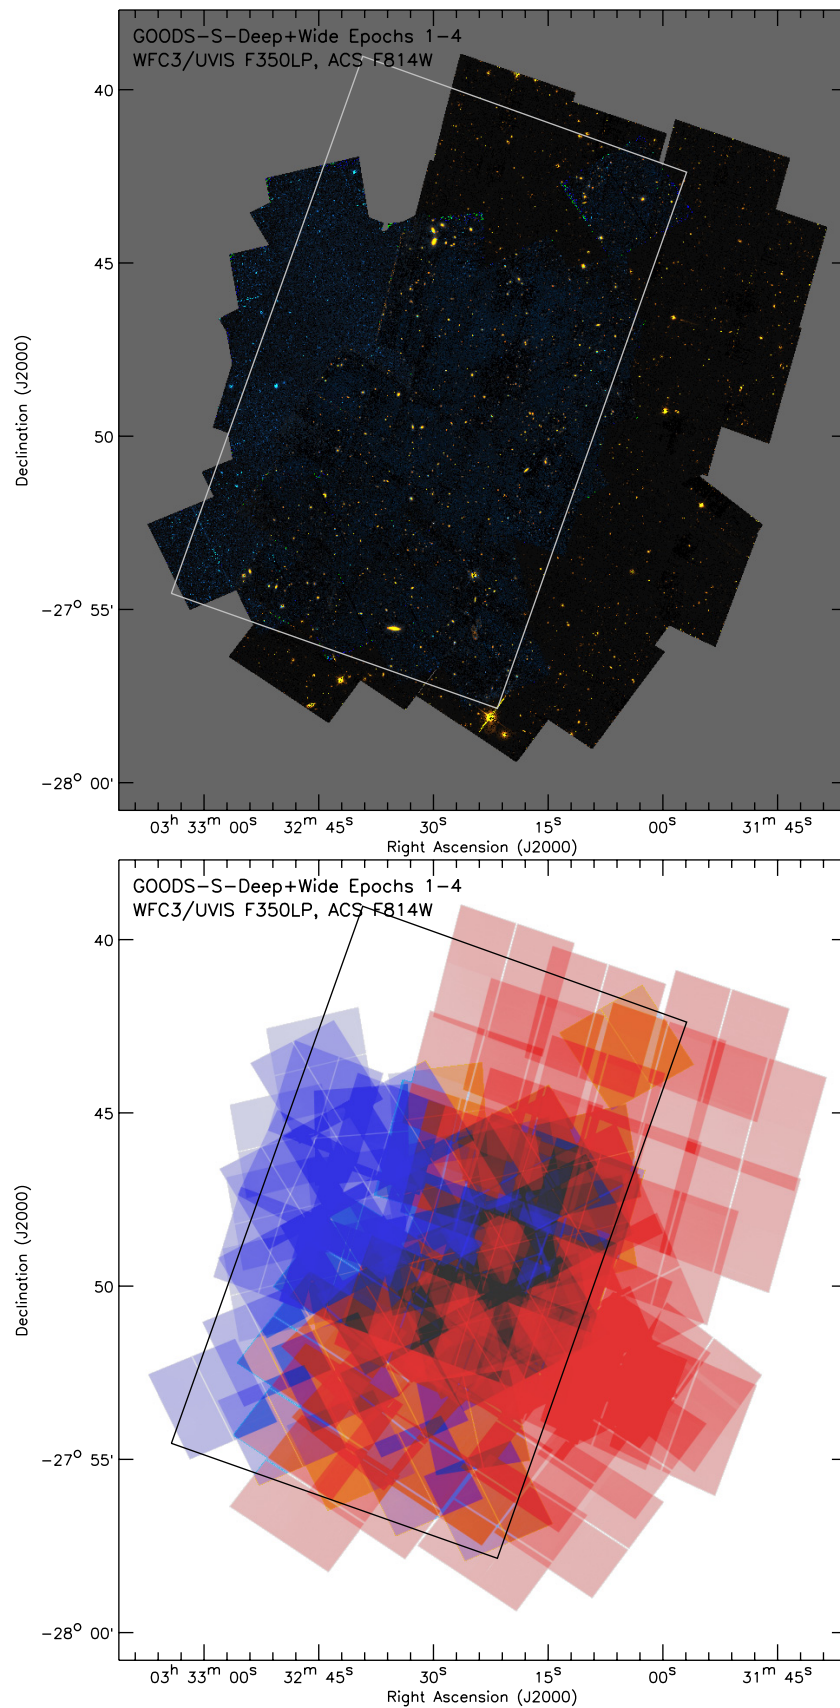 GOODS-S-Deep+Wide Epochs 1-4
WFC3/UVIS F350LP, ACS F814W
40
45
50
-27° 55'
-28° 00'
Declination (J2000)
03h 33m 00s 32m 45s 30s 15s 00s 31m 45s
Right Ascension (J2000)
GOODS-S-Deep+Wide Epochs 1-4
WFC3/UVIS F350LP, ACS F814W
40
45
50
-27° 55'
-28° 00'
Declination (J2000)
03h 33m 00s 32m 45s 30s 15s 00s 31m 45s
Right Ascension (J2000)